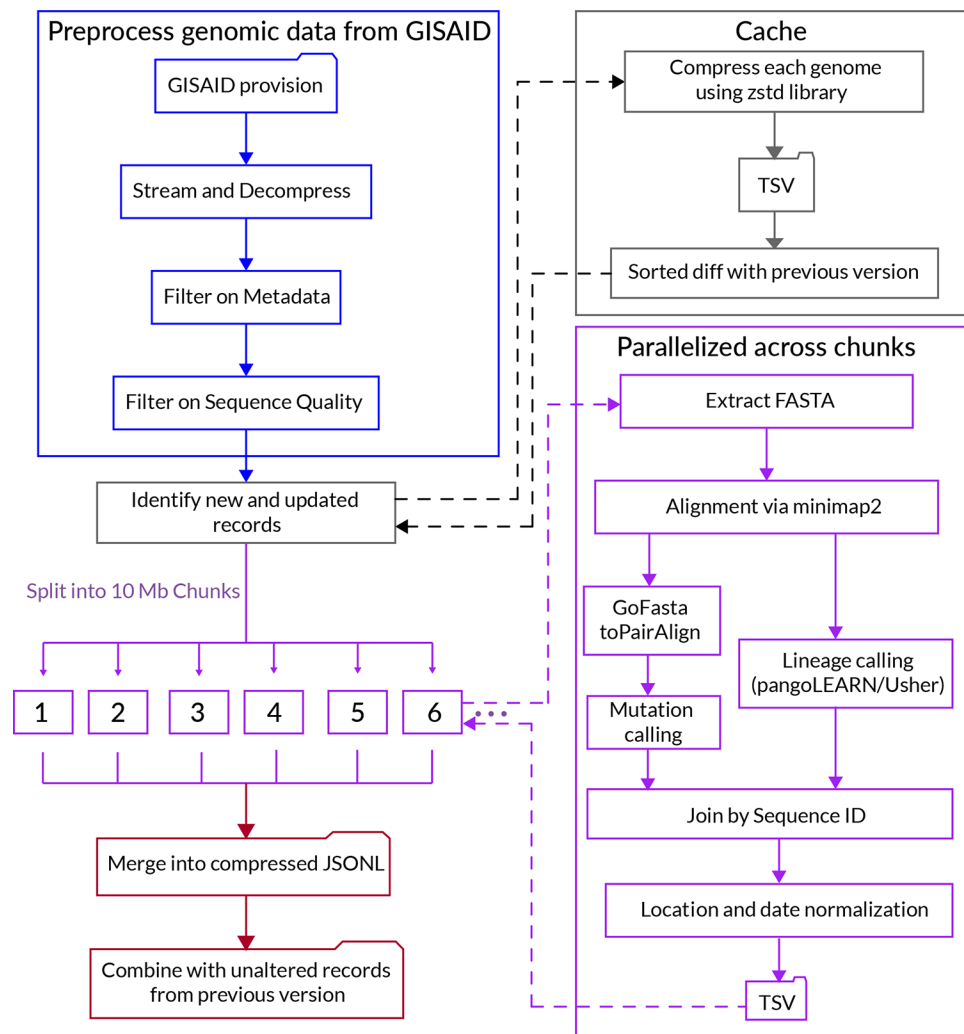 Preprocess genomic data from GISAID
GISAID provision
Stream and Decompress
Filter on Metadata
Filter on Sequence Quality
Identify new and updated
records
Split into 10 Mb Chunks
1
2
3
4
5
6
...
Merge into compressed JSONL
Combine with unaltered records
from previous version
Cache
Compress each genome
using zstd library
TSV
Sorted diff with previous version
Parallelized across chunks
Extract FASTA
Alignment via minimap2
GoFasta
toPairAlign
Mutation
calling
Lineage calling
(pangoLEARN/Usher)
Join by Sequence ID
Location and date normalization
TSV